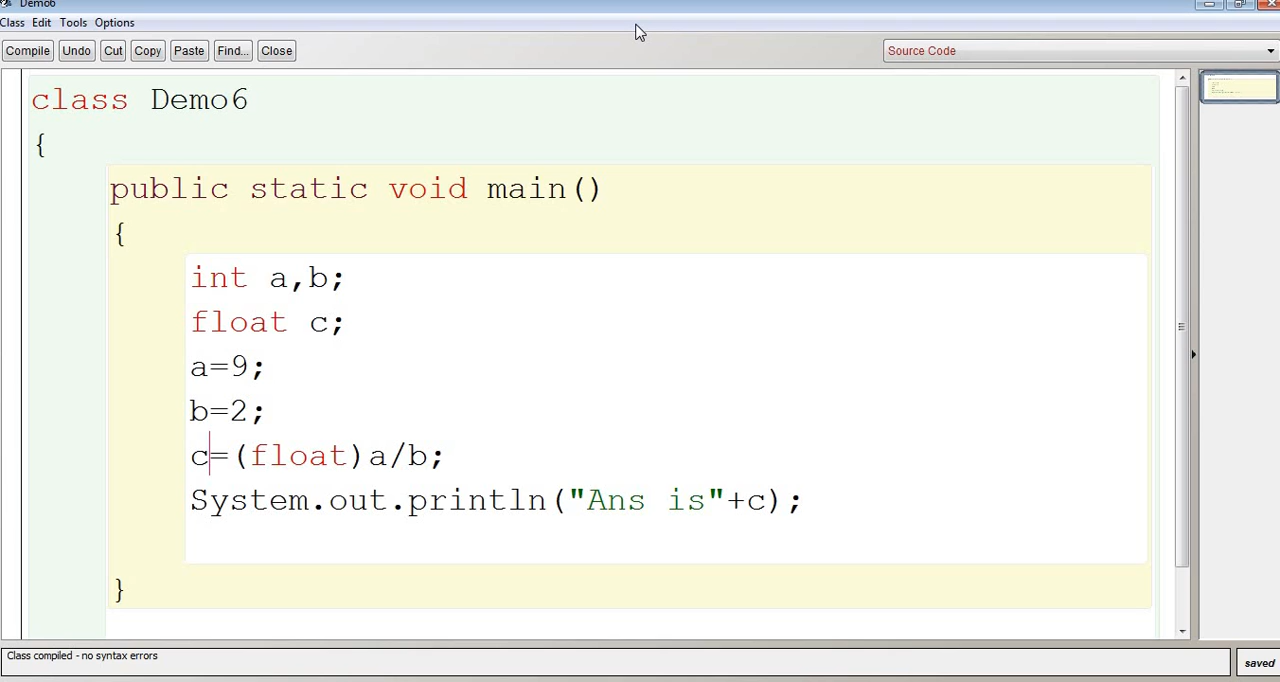 Demo6
Class Edit Tools Options
Compile Undo Cut Copy Paste Find... Close Source Code
class Demo6
{
public static void main()
{
int a,b;
float c;
a=9;
b=2;
c=(float)a/b;
System.out.println("Ans is"+c);
}
Class compiled - no syntax errors
saved